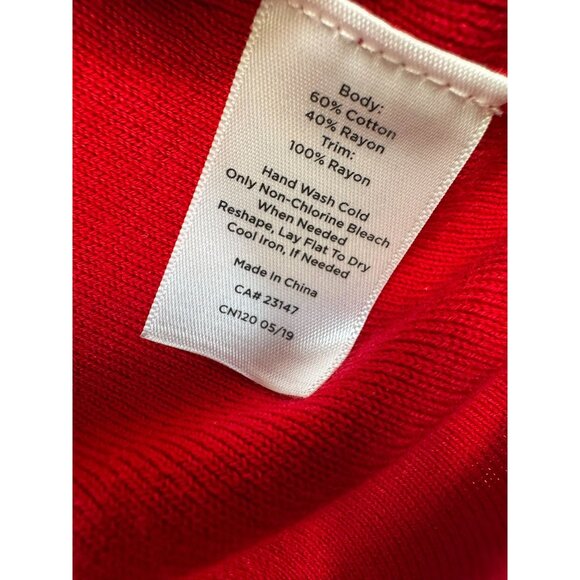 Body:
60% Cotton
40% Rayon
Trim:
100% Rayon
Hand Wash Cold
Only Non-Chlorine Bleach
When Needed
Reshape, Lay Flat To Dry
Cool Iron, If Needed
Made in China
CA# 23147
CN120 05/19